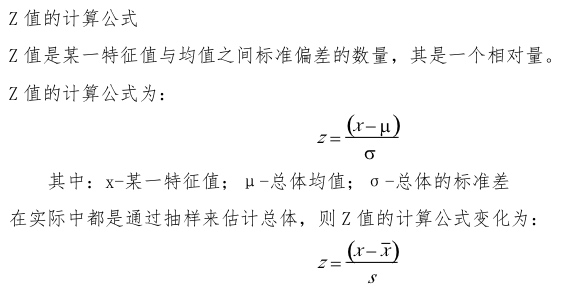 Z 值的计算公式
Z 值是某一特征值与均值之间标准偏差的数量，其是一个相对量。
Z 值的计算公式为：
z=(x-μ)/σ
其中：x-某一特征值；μ-总体均值；σ-总体的标准差
在实际中都是通过抽样来估计总体，则 Z 值的计算公式变化为：
z=(x-x̄)/s